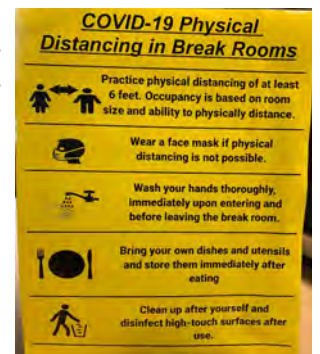 COVID-19 Physical
Distancing in Break Rooms
Practice physical distancing of at least
6 feet. Occupancy is based on room
size and ability to physically distance.
Wear a face mask if physical
distancing is not possible.
Wash your hands thoroughly,
immediately upon entering and
before leaving the break room.
Bring your own dishes and utensils
and store them immediately after
eating
Clean up after yourself and
disinfect high-touch surfaces after
use.